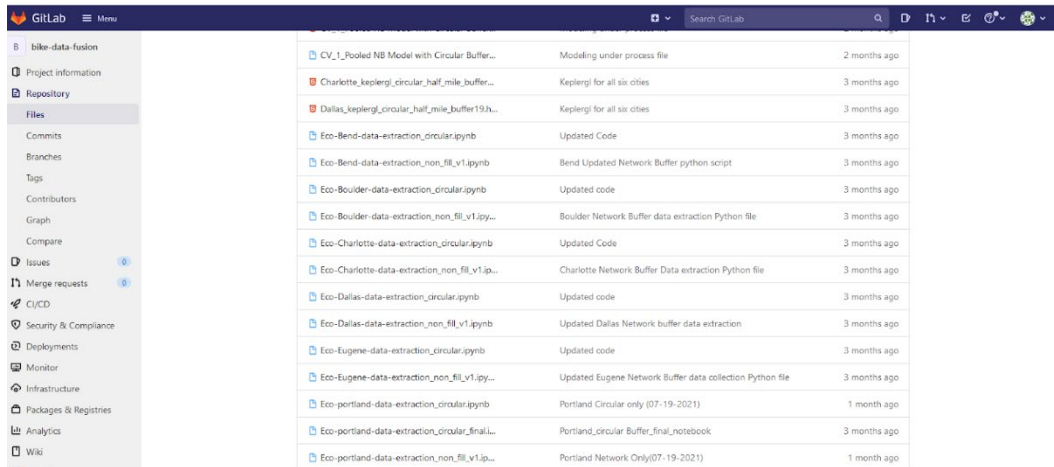 GitLab Menu Search GitLab
B bike-data-fusion
Project information
Repository
Files
Commits
Branches
Tags
Contributors
Graph
Compare
Issues 0
Merge requests 0
CI/CD
Security & Compliance
Deployments
Monitor
Infrastructure
Packages & Registries
Analytics
Wiki
CV_1_Pooled NB Model with Circular Buffer... Modeling under process file 2 months ago
Charlotte_keplergl_circular_half_mile_buffer... Keplergl for all six cities 3 months ago
Dallas_keplergl_circular_half_mile_buffer19.h... Keplergl for all six cities 3 months ago
Eco-Bend-data-extraction_circular.ipynb Updated Code 3 months ago
Eco-Bend-data-extraction_non_fill_v1.ipynb Bend Updated Network Buffer python script 3 months ago
Eco-Boulder-data-extraction_circular.ipynb Updated code 3 months ago
Eco-Boulder-data-extraction_non_fill_v1.ipy... Boulder Network Buffer data extraction Python file 3 months ago
Eco-Charlotte-data-extraction_circular.ipynb Updated Code 3 months ago
Eco-Charlotte-data-extraction_non_fill_v1.ip... Charlotte Network Buffer Data extraction Python file 3 months ago
Eco-Dallas-data-extraction_circular.ipynb Updated code 3 months ago
Eco-Dallas-data-extraction_non_fill_v1.ipynb Updated Dallas Network buffer data extraction 3 months ago
Eco-Eugene-data-extraction_circular.ipynb Updated code 3 months ago
Eco-Eugene-data-extraction_non_fill_v1.ipy... Updated Eugene Network Buffer data collection Python file 3 months ago
Eco-portland-data-extraction_circular.ipynb Portland Circular only (07-19-2021) 1 month ago
Eco-portland-data-extraction_circular_final.i... Portland_circular Buffer_final_notebook 3 months ago
Eco-portland-data-extraction_non_fill_v1.ip... Portland Network Only(07-19-2021) 1 month ago